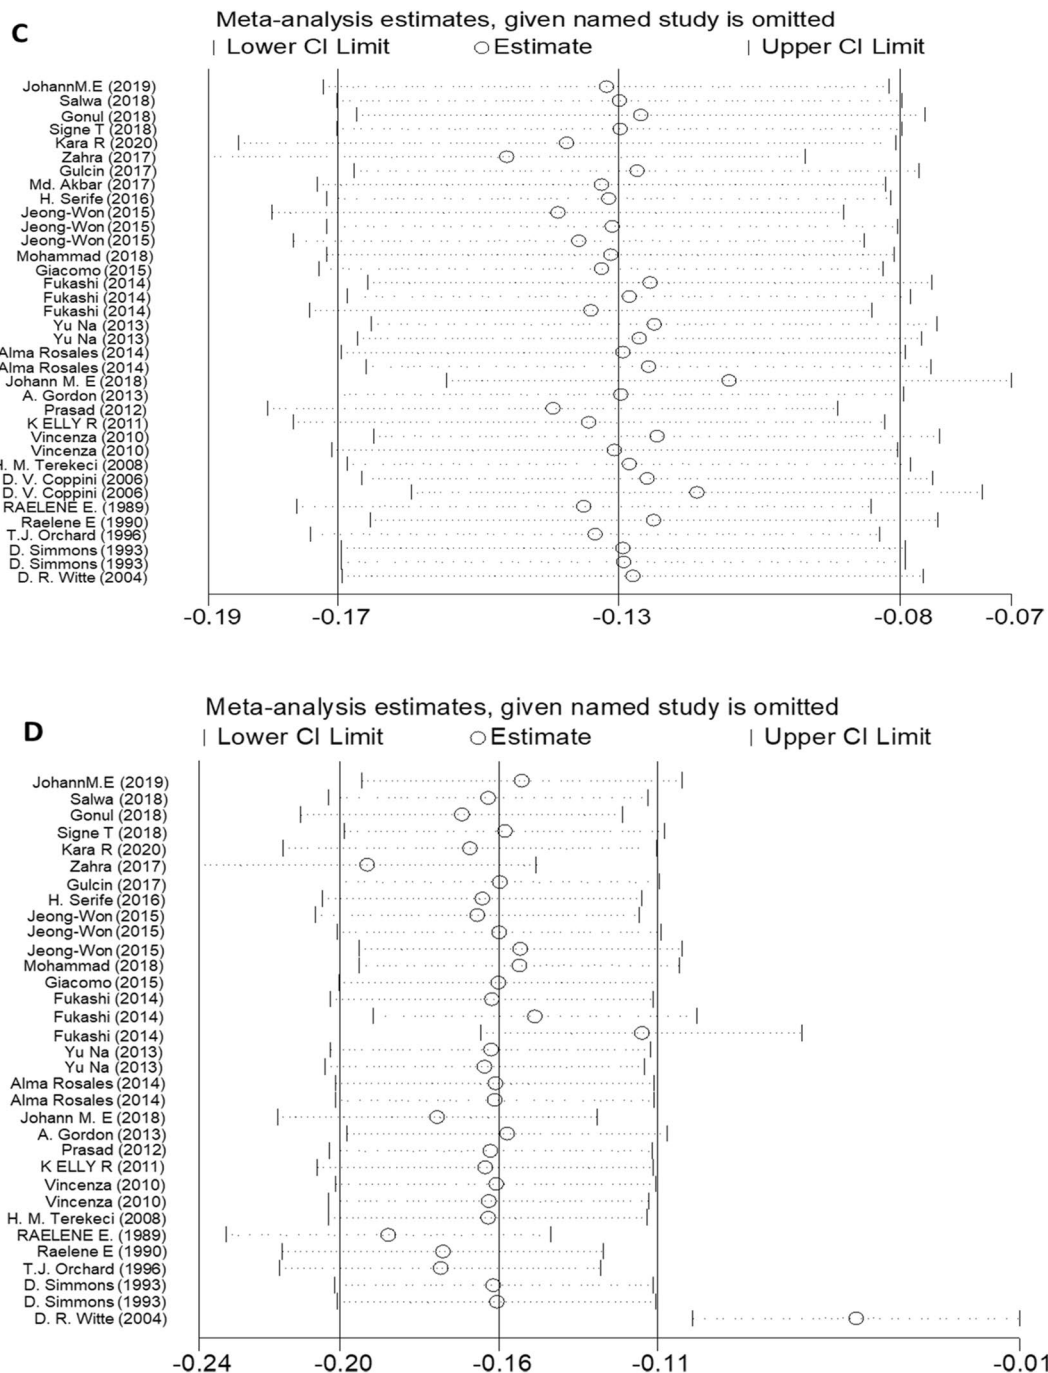 C
Meta-analysis estimates, given named study is omitted
| Lower CI Limit ○ Estimate | Upper CI Limit
JohannM.E (2019)
Salwa (2018)
Gonul (2018)
Signe T (2018)
Kara R (2020)
Zahra (2017)
Gulcin (2017)
Md. Akbar (2017)
H. Serife (2016)
Jeong-Won (2015)
Jeong-Won (2015)
Jeong-Won (2015)
Mohammad (2018)
Giacomo (2015)
Fukashi (2014)
Fukashi (2014)
Fukashi (2014)
Yu Na (2013)
Yu Na (2013)
Alma Rosales (2014)
Alma Rosales (2014)
Johann M. E (2018)
A. Gordon (2013)
Prasad (2012)
K ELLY R (2011)
Vincenza (2010)
Vincenza (2010)
H. M. Terekeci (2008)
D. V. Coppini (2006)
D. V. Coppini (2006)
RAELENE E. (1989)
Raelene E (1990)
T.J. Orchard (1996)
D. Simmons (1993)
D. Simmons (1993)
D. R. Witte (2004)
-0.19 -0.17 -0.13 -0.08 -0.07
D
Meta-analysis estimates, given named study is omitted
| Lower CI Limit ○ Estimate | Upper CI Limit
JohannM.E (2019)
Salwa (2018)
Gonul (2018)
Signe T (2018)
Kara R (2020)
Zahra (2017)
Gulcin (2017)
H. Serife (2016)
Jeong-Won (2015)
Jeong-Won (2015)
Jeong-Won (2015)
Mohammad (2018)
Giacomo (2015)
Fukashi (2014)
Fukashi (2014)
Fukashi (2014)
Yu Na (2013)
Yu Na (2013)
Alma Rosales (2014)
Alma Rosales (2014)
Johann M. E (2018)
A. Gordon (2013)
Prasad (2012)
K ELLY R (2011)
Vincenza (2010)
Vincenza (2010)
H. M. Terekeci (2008)
RAELENE E. (1989)
Raelene E (1990)
T.J. Orchard (1996)
D. Simmons (1993)
D. Simmons (1993)
D. R. Witte (2004)
-0.24 -0.20 -0.16 -0.11 -0.01